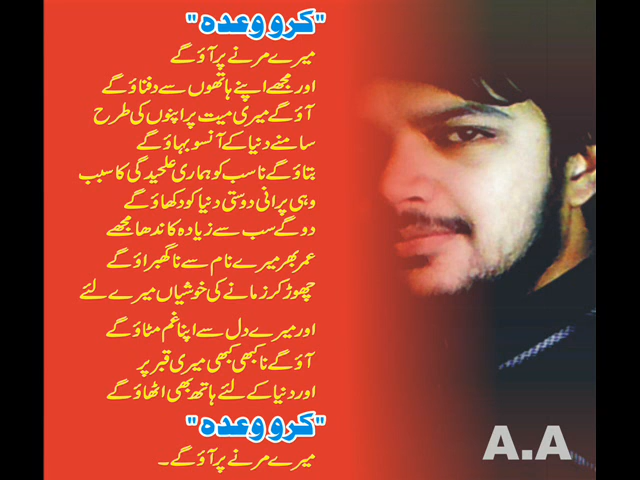 "کرو وعدہ"
میرے مرنے پر آؤ گے
اور مجھے اپنے ہاتھوں سے دفناؤ گے
آؤ گے میری میت پر اپنوں کی طرح
سامنے دنیا کے آنسو بہاؤ گے
بتاؤ گے نا سب کو ہماری علحیدگی کا سبب
وہی پرانی دوستی دنیا کو دکھاؤ گے
دو گے سب سے زیادہ کاندھا مجھے
عمر بھر میرے نام سے نا گھبراؤ گے
چھوڑ کر زمانے کی خوشیاں میرے لئے
اور میرے دل سے اپنا غم مٹاؤ گے
آؤ گے نا کبھی کبھی میری قبر پر
اور دنیا کے لئے ہاتھ بھی اٹھاؤ گے
"کرو وعدہ"
میرے مرنے پر آؤ گے۔
A.A